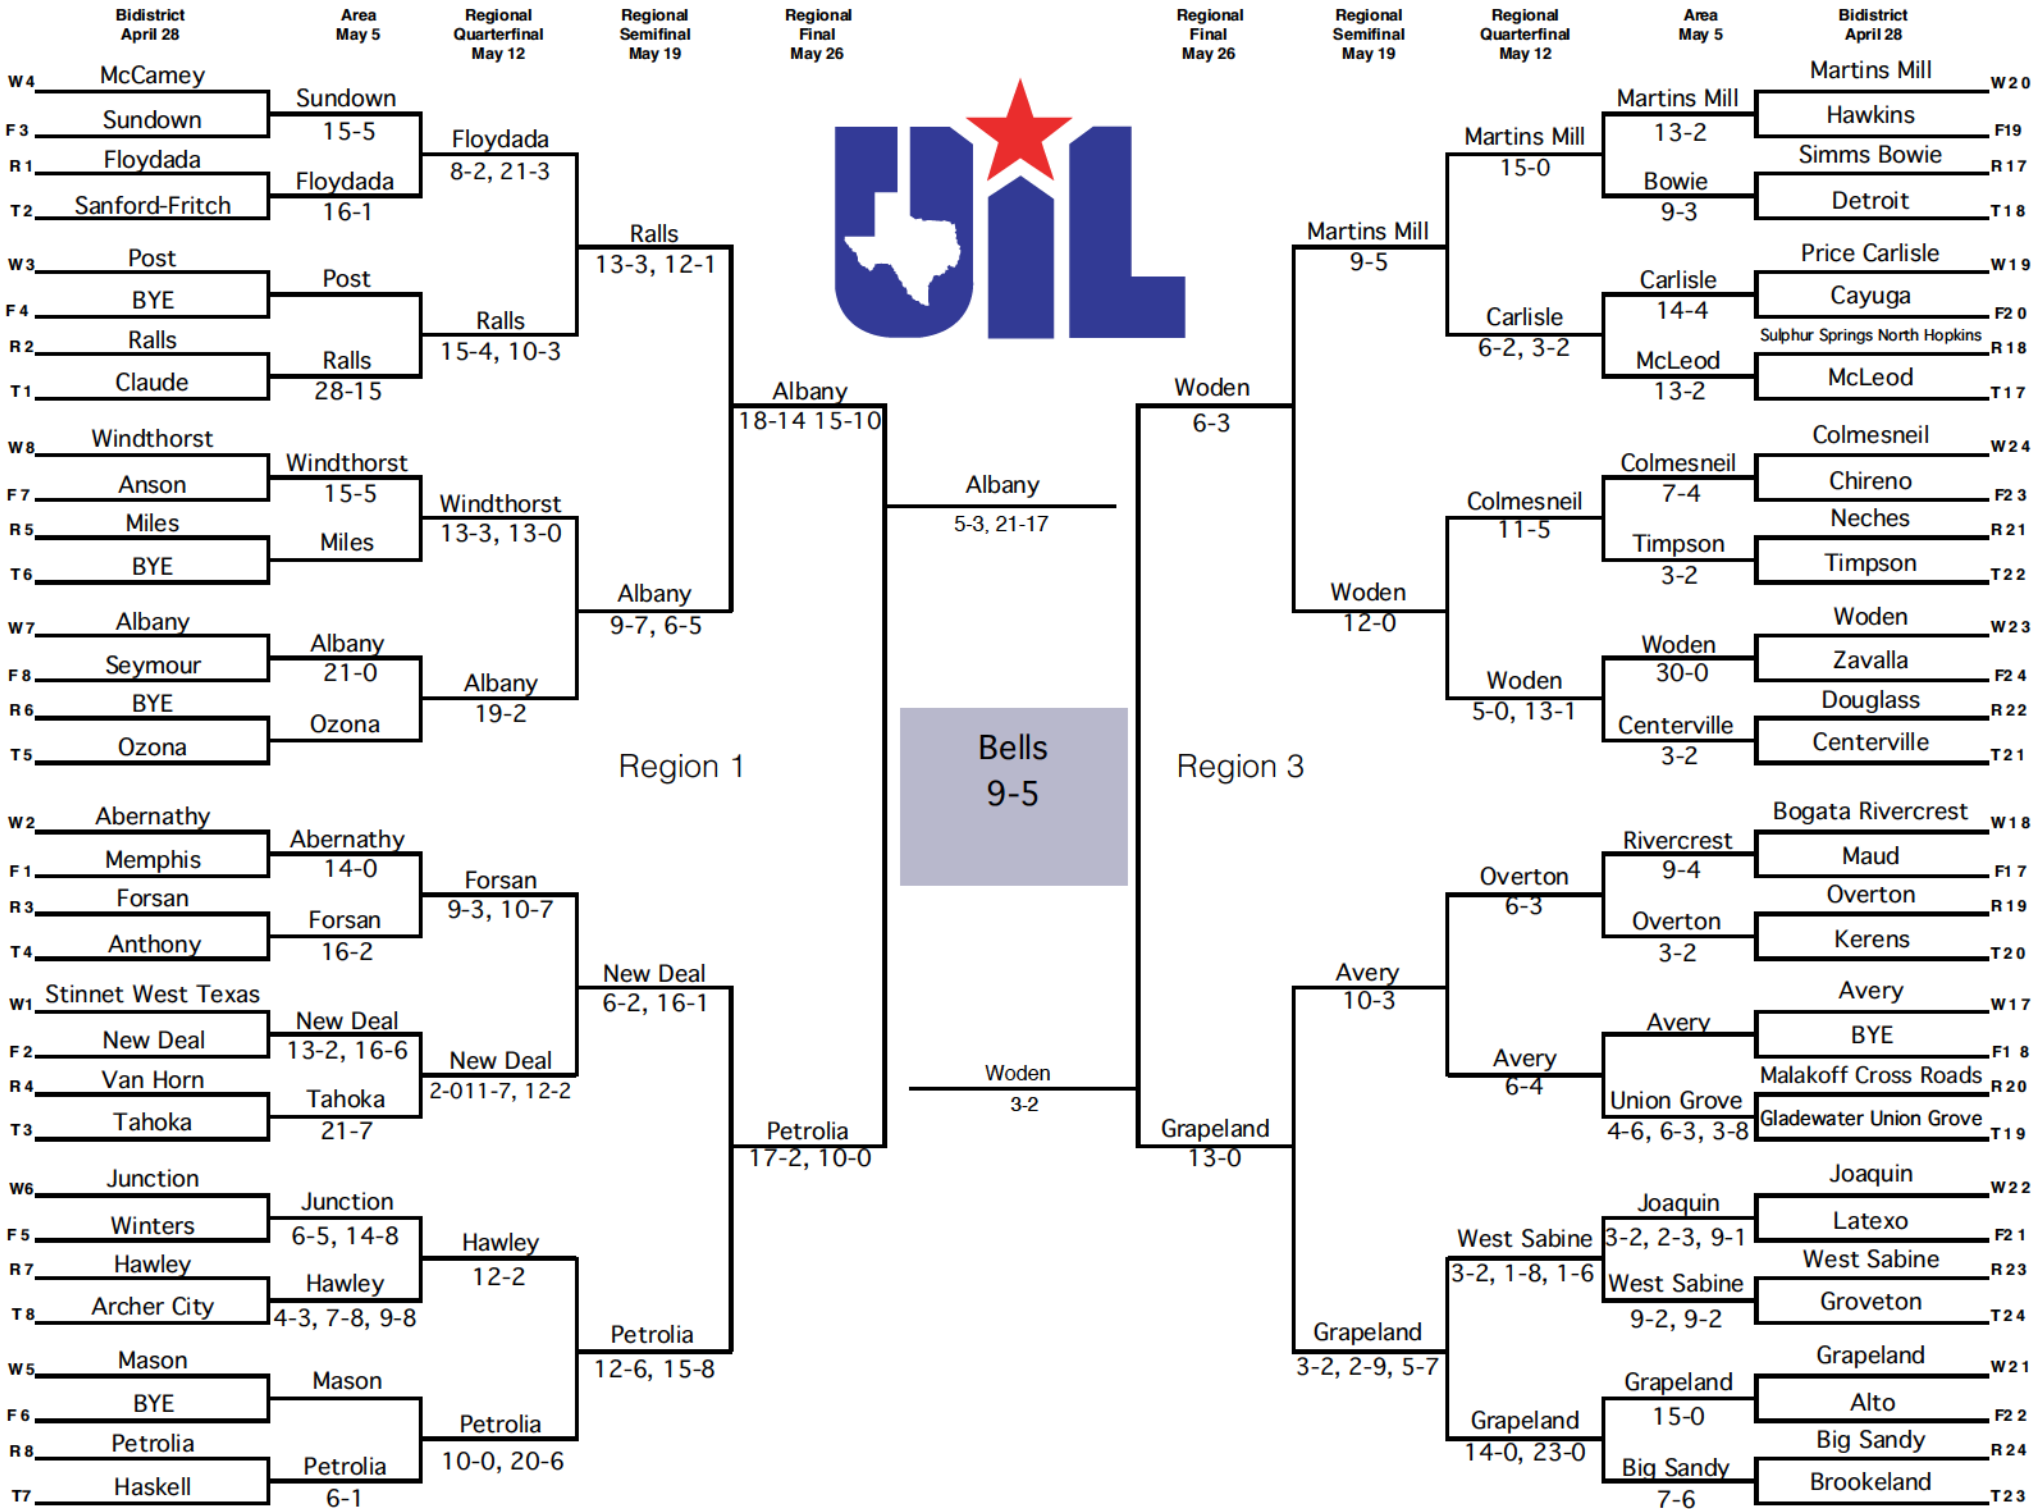 Bidistrict
April 28
Area
May 5
Regional
Quarterfinal
May 12
Regional
Semifinal
May 19
Regional
Final
May 26
Regional
Final
May 26
Regional
Semifinal
May 19
Regional
Quarterfinal
May 12
Area
May 5
Bidistrict
April 28
W4 McCamey
F3 Sundown
R1 Floydada
T2 Sanford-Fritch
W3 Post
F4 BYE
R2 Ralls
T1 Claude
W8 Windthorst
F7 Anson
R5 Miles
T6 BYE
W7 Albany
F8 Seymour
R6 BYE
T5 Ozona
W2 Abernathy
F1 Memphis
R3 Forsan
T4 Anthony
W1 Stinnet West Texas
F2 New Deal
R4 Van Horn
T3 Tahoka
W6 Junction
F5 Winters
R7 Hawley
T8 Archer City
W5 Mason
F6 BYE
R8 Petrolia
T7 Haskell
Sundown
15-5
Floydada
16-1
Post
Ralls
28-15
Windthorst
15-5
Miles
Albany
21-0
Ozona
Abernathy
14-0
Forsan
16-2
New Deal
13-2, 16-6
Tahoka
21-7
Junction
6-5, 14-8
Hawley
4-3, 7-8, 9-8
Mason
Petrolia
6-1
Floydada
8-2, 21-3
Ralls
15-4, 10-3
Windthorst
13-3, 13-0
Albany
19-2
Forsan
9-3, 10-7
New Deal
2-011-7, 12-2
Hawley
12-2
Petrolia
10-0, 20-6
Ralls
13-3, 12-1
Albany
9-7, 6-5
New Deal
6-2, 16-1
Petrolia
12-6, 15-8
Albany
18-14 15-10
Petrolia
17-2, 10-0
Region 1
UIL
Albany
5-3, 21-17
Bells
9-5
Woden
3-2
Region 3
Woden
6-3
Grapeland
13-0
Martins Mill
9-5
Woden
12-0
Avery
10-3
Grapeland
3-2, 2-9, 5-7
Martins Mill
15-0
Carlisle
6-2, 3-2
Colmesneil
11-5
Woden
5-0, 13-1
Overton
6-3
Avery
6-4
West Sabine
3-2, 1-8, 1-6
Grapeland
14-0, 23-0
Martins Mill
13-2
Bowie
9-3
Carlisle
14-4
McLeod
13-2
Colmesneil
7-4
Timpson
3-2
Woden
30-0
Centerville
3-2
Rivercrest
9-4
Overton
3-2
Avery
Union Grove
4-6, 6-3, 3-8
Joaquin
3-2, 2-3, 9-1
West Sabine
9-2, 9-2
Grapeland
15-0
Big Sandy
7-6
Martins Mill W20
Hawkins F19
Simms Bowie R17
Detroit T18
Price Carlisle W19
Cayuga F20
Sulphur Springs North Hopkins R18
McLeod T17
Colmesneil W24
Chireno F23
Neches R21
Timpson T22
Woden W23
Zavalla F24
Douglass R22
Centerville T21
Bogata Rivercrest W18
Maud F17
Overton R19
Kerens T20
Avery W17
BYE F18
Malakoff Cross Roads R20
Gladewater Union Grove T19
Joaquin W22
Latexo F21
West Sabine R23
Groveton T24
Grapeland W21
Alto F22
Big Sandy R24
Brookeland T23